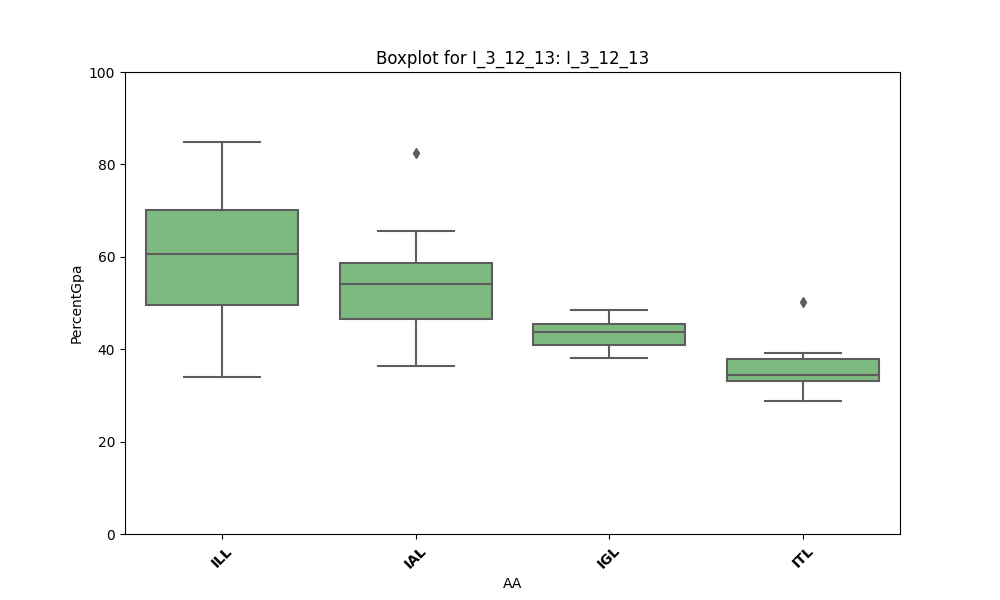 Boxplot for I_3_12_13: I_3_12_13
100
80
60
40
20
0
PercentGpa
ILL
IAL
IGL
ITL
AA